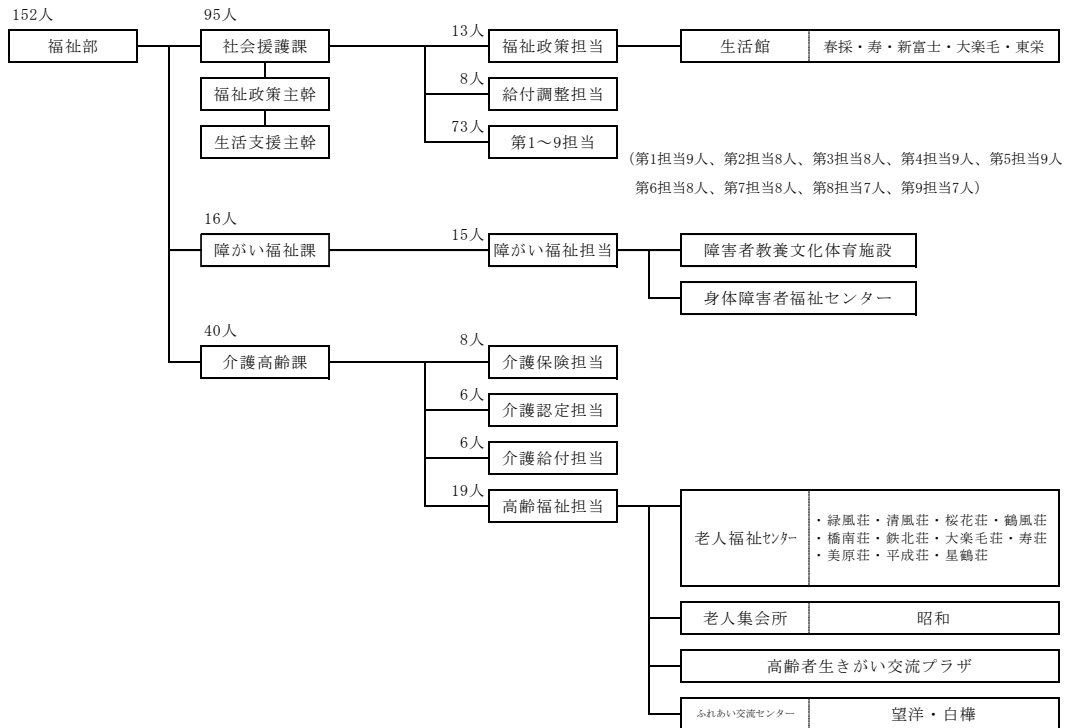 152人
福祉部
95人
社会援護課
福祉政策主幹
生活支援主幹
13人
福祉政策担当
生活館
春採・寿・新富士・大楽毛・東栄
8人
給付調整担当
73人
第1～9担当
(第1担当9人、第2担当8人、第3担当8人、第4担当9人、第5担当9人
第6担当8人、第7担当8人、第8担当7人、第9担当7人)
16人
障がい福祉課
15人
障がい福祉担当
障害者教養文化体育施設
身体障害者福祉センター
40人
介護高齢課
8人
介護保険担当
6人
介護認定担当
6人
介護給付担当
19人
高齢福祉担当
老人福祉ｾﾝﾀｰ
・緑風荘・清風荘・桜花荘・鶴風荘
・橋南荘・鉄北荘・大楽毛荘・寿荘
・美原荘・平成荘・星鶴荘
老人集会所
昭和
高齢者生きがい交流プラザ
ふれあい交流センター
望洋・白樺